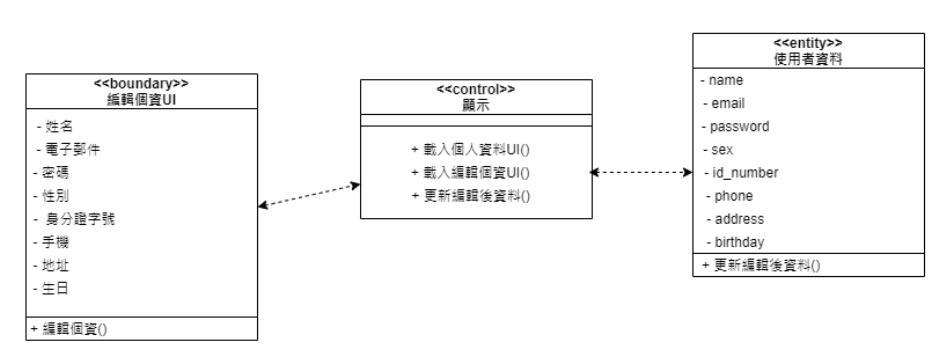 <<boundary>>
編輯個資UI
- 姓名
- 電子郵件
- 密碼
- 性別
- 身分證字號
- 手機
- 地址
- 生日
+ 編輯個資()
<<control>>
顯示
+ 載入個人資料UI()
+ 載入編輯個資UI()
+ 更新編輯後資料()
<<entity>>
使用者資料
- name
- email
- password
- sex
- id_number
- phone
- address
- birthday
+ 更新編輯後資料()